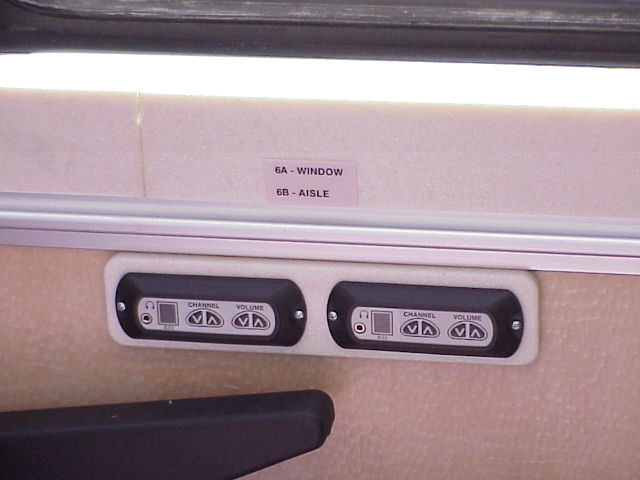 6A - WINDOW
6B - AISLE
CHANNEL VOLUME
CHANNEL VOLUME